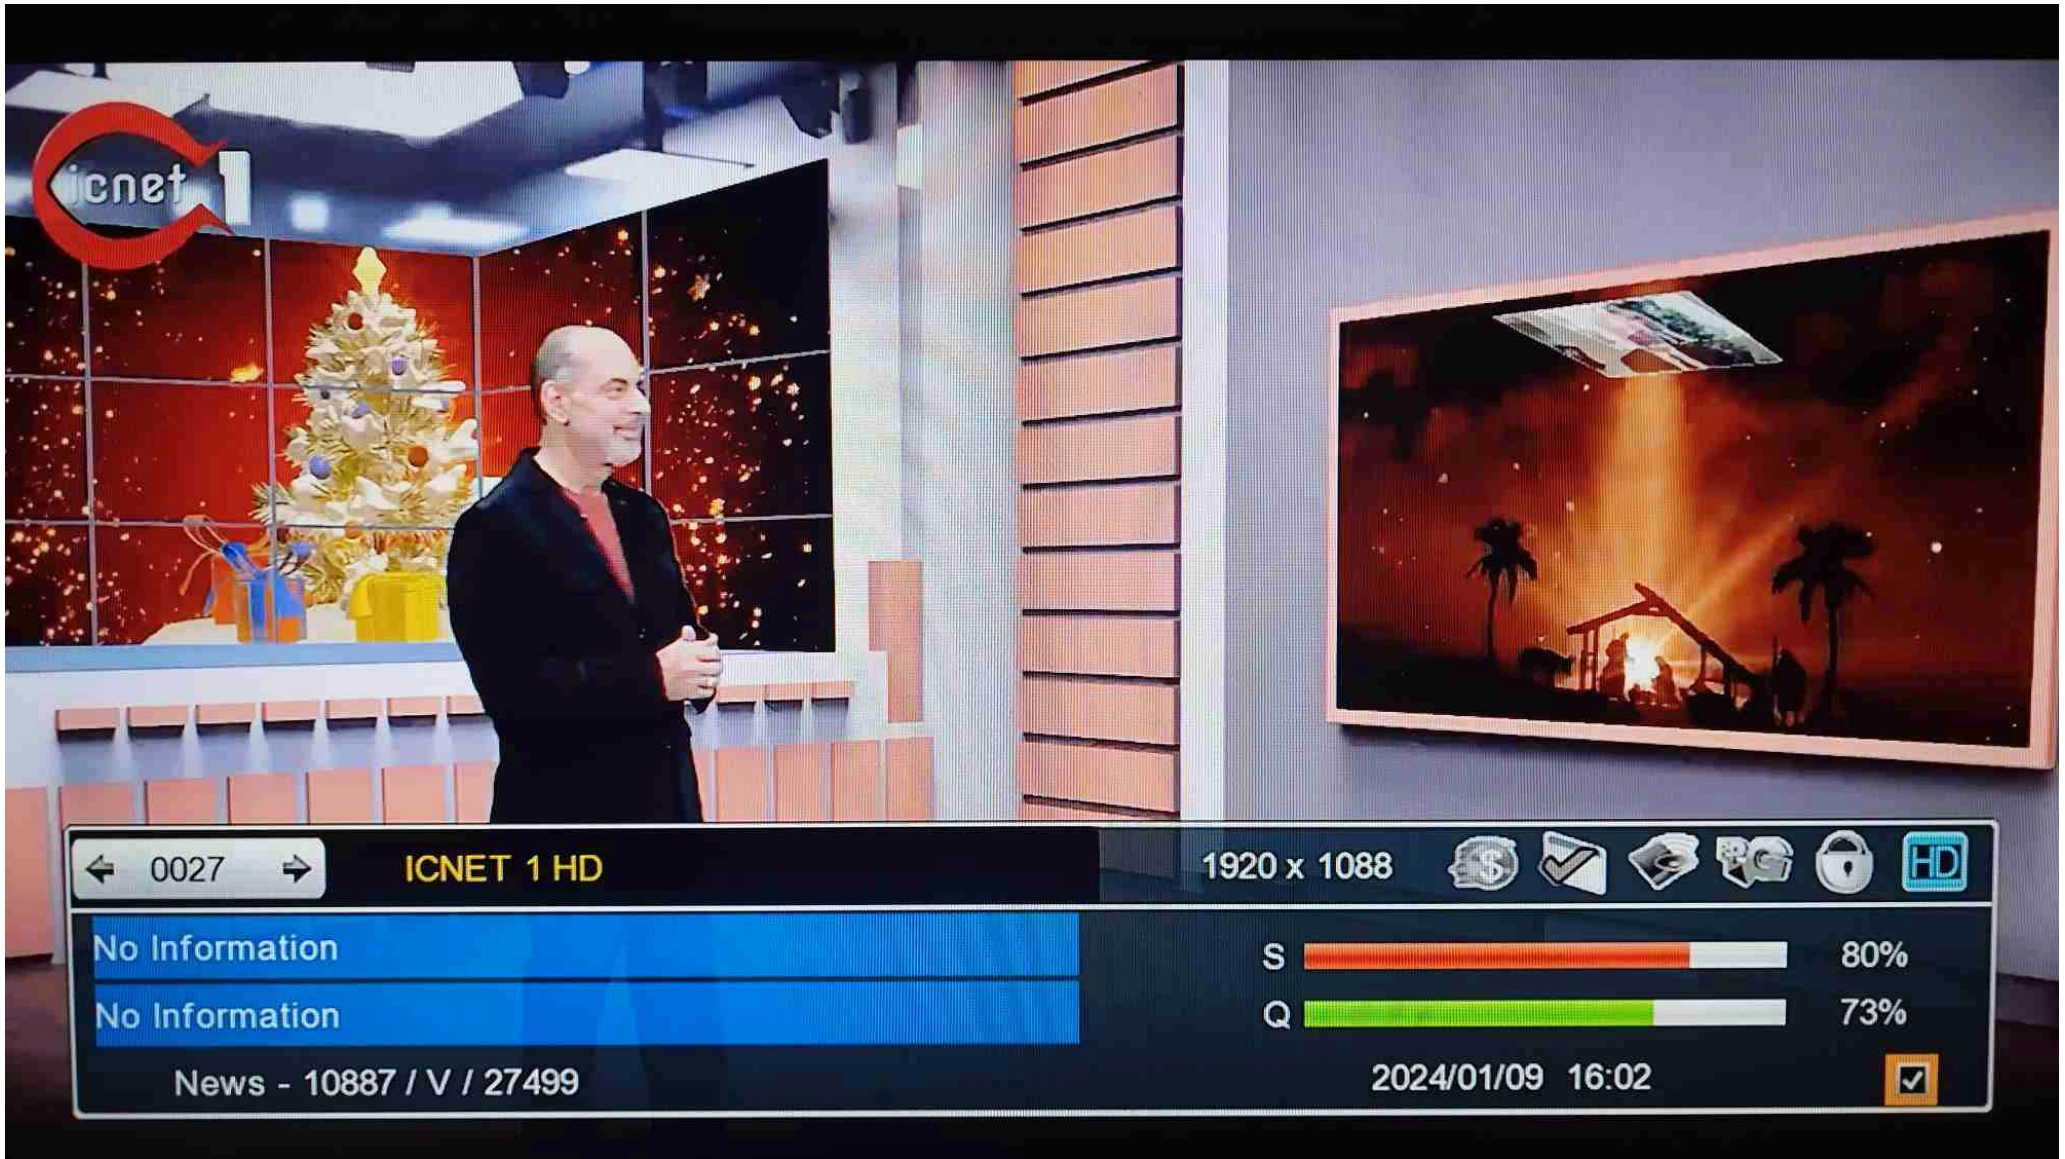 icnet 1
0027
ICNET 1 HD
1920 x 1088
$
HD
No Information
S
80%
No Information
Q
73%
News - 10887 / V / 27499
2024/01/09 16:02